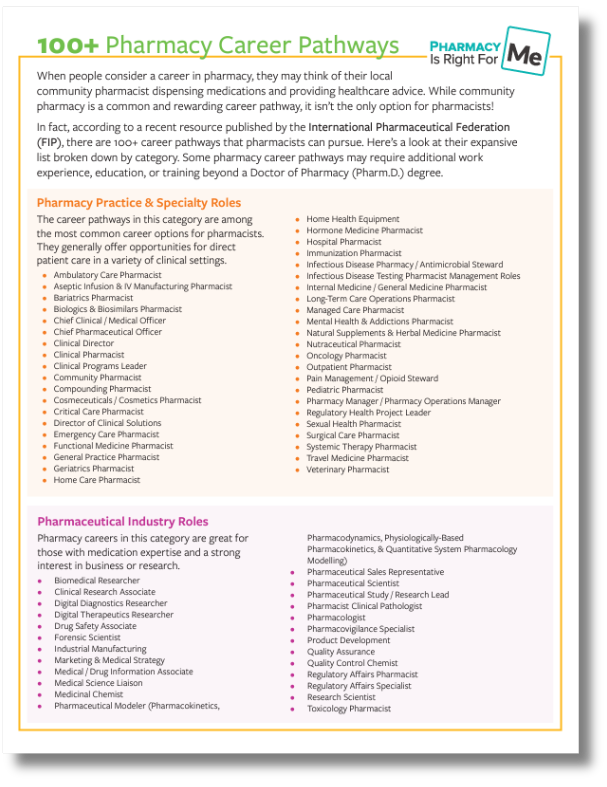 100+ Pharmacy Career Pathways
PHARMACY
Is Right For
Me
When people consider a career in pharmacy, they may think of their local
community pharmacist dispensing medications and providing healthcare advice. While community
pharmacy is a common and rewarding career pathway, it isn't the only option for pharmacists!
In fact, according to a recent resource published by the International Pharmaceutical Federation
(FIP), there are 100+ career pathways that pharmacists can pursue. Here's a look at their expansive
list broken down by category. Some pharmacy career pathways may require additional work
experience, education, or training beyond a Doctor of Pharmacy (Pharm.D.) degree.
Pharmacy Practice & Specialty Roles
The career pathways in this category are among
the most common career options for pharmacists.
They generally offer opportunities for direct
patient care in a variety of clinical settings.
• Ambulatory Care Pharmacist
• Aseptic Infusion & IV Manufacturing Pharmacist
• Bariatrics Pharmacist
• Biologics & Biosimilars Pharmacist
• Chief Clinical / Medical Officer
• Chief Pharmaceutical Officer
• Clinical Director
• Clinical Pharmacist
• Clinical Programs Leader
• Community Pharmacist
• Compounding Pharmacist
• Cosmeceuticals / Cosmetics Pharmacist
• Critical Care Pharmacist
• Director of Clinical Solutions
• Emergency Care Pharmacist
• Functional Medicine Pharmacist
• General Practice Pharmacist
• Geriatrics Pharmacist
• Home Care Pharmacist
• Home Health Equipment
• Hormone Medicine Pharmacist
• Hospital Pharmacist
• Immunization Pharmacist
• Infectious Disease Pharmacy / Antimicrobial Steward
• Infectious Disease Testing Pharmacist Management Roles
• Internal Medicine / General Medicine Pharmacist
• Long-Term Care Operations Pharmacist
• Managed Care Pharmacist
• Mental Health & Addictions Pharmacist
• Natural Supplements & Herbal Medicine Pharmacist
• Nutraceutical Pharmacist
• Oncology Pharmacist
• Outpatient Pharmacist
• Pain Management / Opioid Steward
• Pediatric Pharmacist
• Pharmacy Manager / Pharmacy Operations Manager
• Regulatory Health Project Leader
• Sexual Health Pharmacist
• Surgical Care Pharmacist
• Systemic Therapy Pharmacist
• Travel Medicine Pharmacist
• Veterinary Pharmacist
Pharmaceutical Industry Roles
Pharmacy careers in this category are great for
those with medication expertise and a strong
interest in business or research.
• Biomedical Researcher
• Clinical Research Associate
• Digital Diagnostics Researcher
• Digital Therapeutics Researcher
• Drug Safety Associate
• Forensic Scientist
• Industrial Manufacturing
• Marketing & Medical Strategy
• Medical / Drug Information Associate
• Medical Science Liaison
• Medicinal Chemist
• Pharmaceutical Modeler (Pharmacokinetics,
Pharmacodynamics, Physiologically-Based
Pharmacokinetics, & Quantitative System Pharmacology
Modelling)
• Pharmaceutical Sales Representative
• Pharmaceutical Scientist
• Pharmaceutical Study / Research Lead
• Pharmacist Clinical Pathologist
• Pharmacologist
• Pharmacovigilance Specialist
• Product Development
• Quality Assurance
• Quality Control Chemist
• Regulatory Affairs Pharmacist
• Regulatory Affairs Specialist
• Research Scientist
• Toxicology Pharmacist